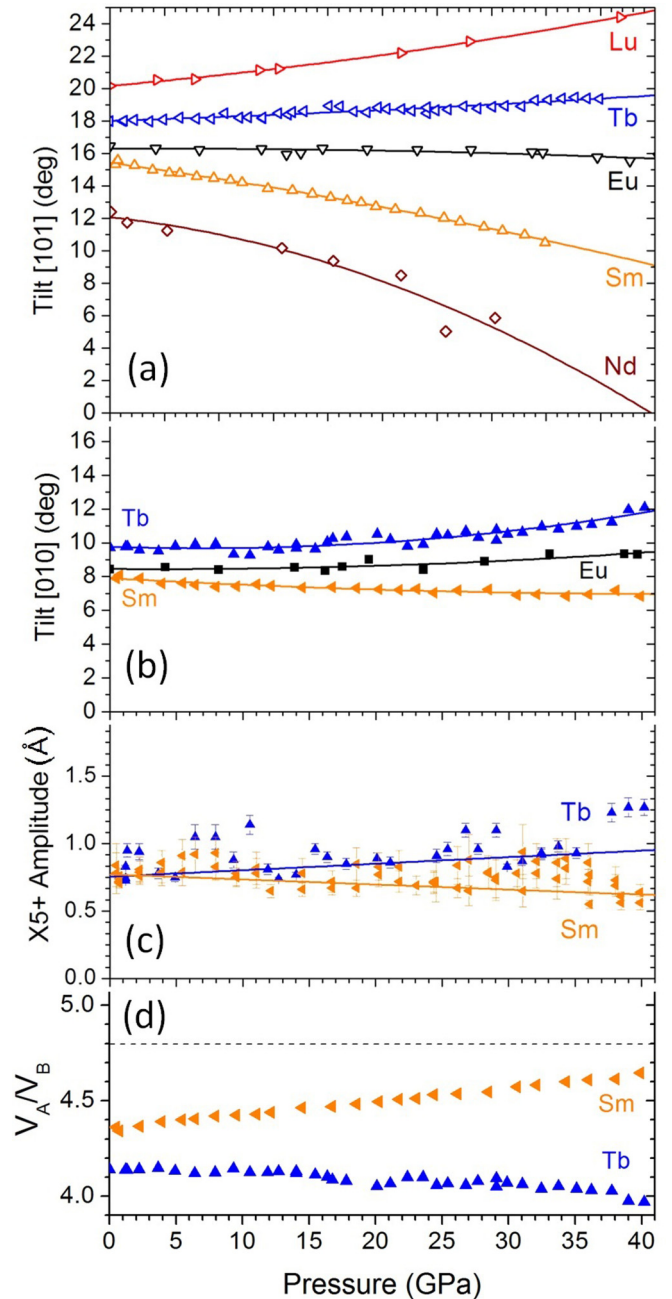 24
22
20
18
16
14
12
10
8
6
4
2
0
Tilt [101] (deg)
Lu
Tb
Eu
Sm
Nd
(a)
16
14
12
10
8
6
4
2
0
Tilt [010] (deg)
Tb
Eu
Sm
(b)
1.5
1.0
0.5
0.0
X5+ Amplitude (Å)
Tb
Sm
(c)
(d)
5.0
4.5
4.0
V_A/V_B
Sm
Tb
0 5 10 15 20 25 30 35 40
Pressure (GPa)